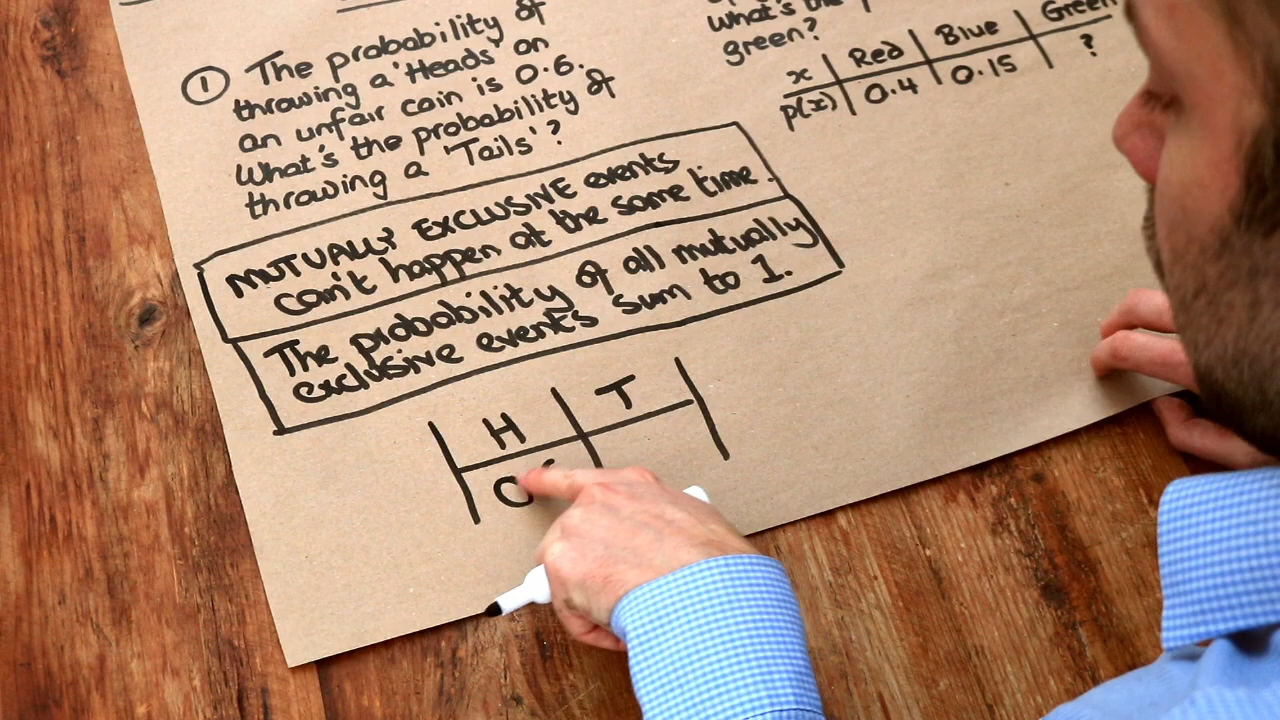 ① The probability of
throwing a 'Heads' on
an unfair coin is 0.6.
What's the probability of
throwing a 'Tails'?
MUTUALLY EXCLUSIVE events
can't happen at the same time.
The probability of all mutually
exclusive events sum to 1.
H T
what's the
green?
x Red Blue Green
p(x) 0.4 0.15 ?